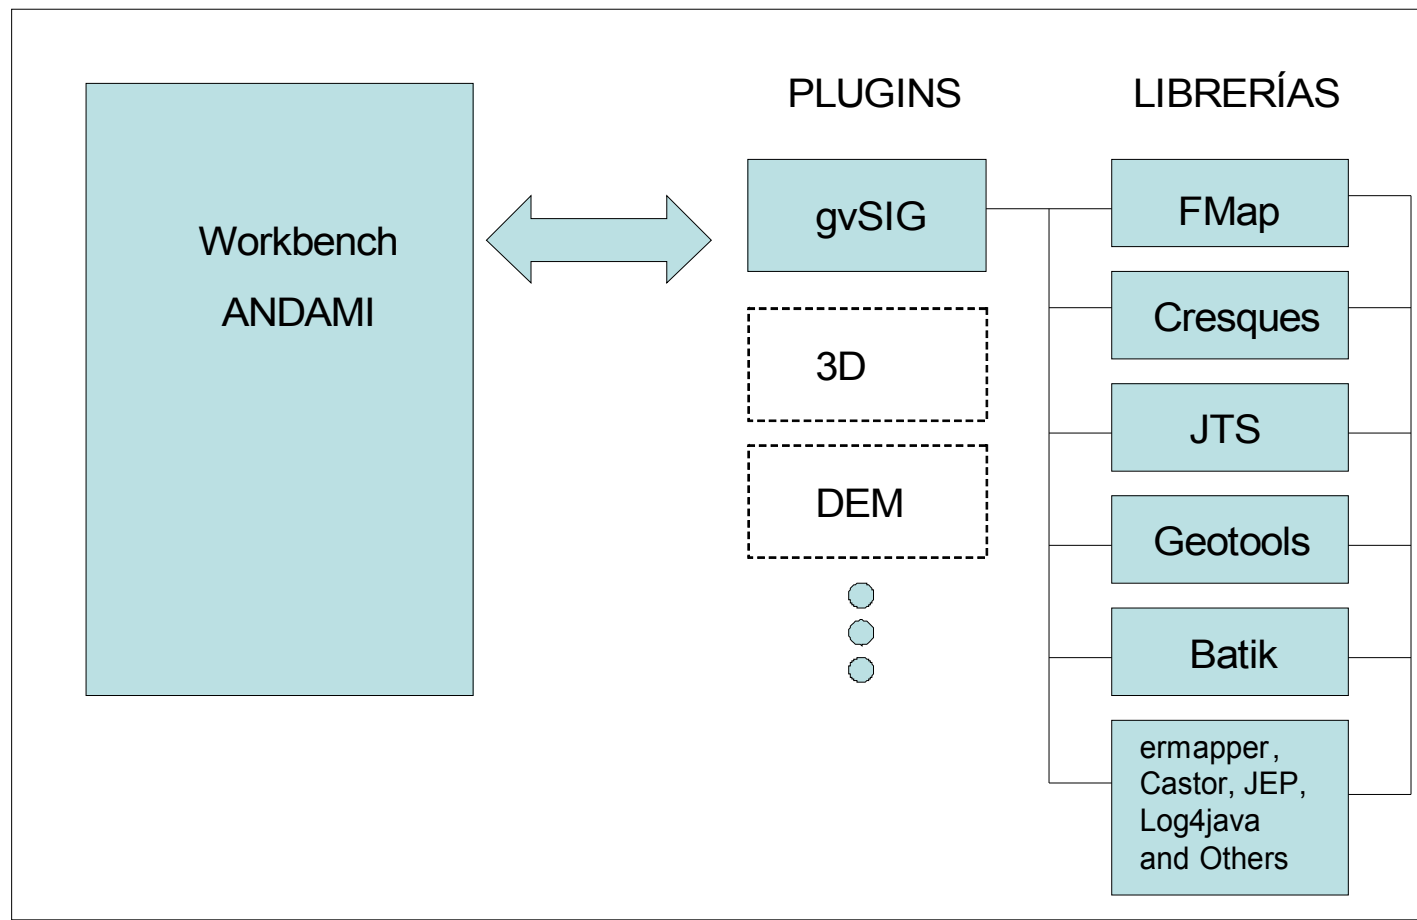 Workbench
ANDAMI
PLUGINS
gvSIG
3D
DEM
LIBRERÍAS
FMap
Cresques
JTS
Geotools
Batik
ermapper,
Castor, JEP,
Log4java
and Others